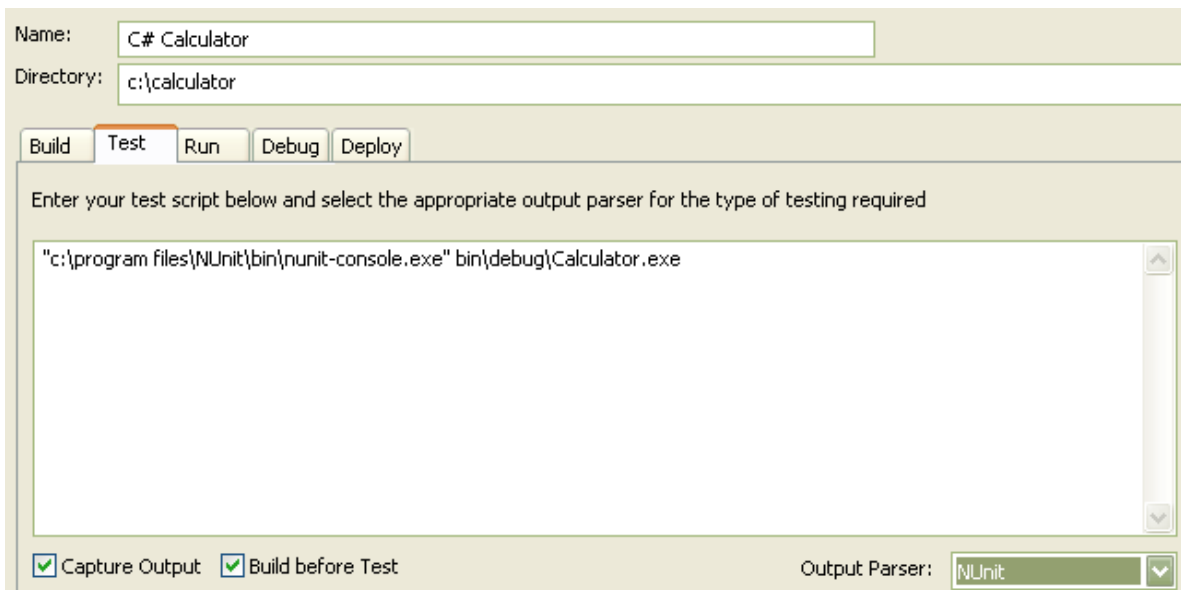 Name: C# Calculator
Directory: c:\calculator
Build Test Run Debug Deploy
Enter your test script below and select the appropriate output parser for the type of testing required
"c:\program files\NUnit\bin\nunit-console.exe" bin\debug\Calculator.exe
Capture Output Build before Test Output Parser: NUnit